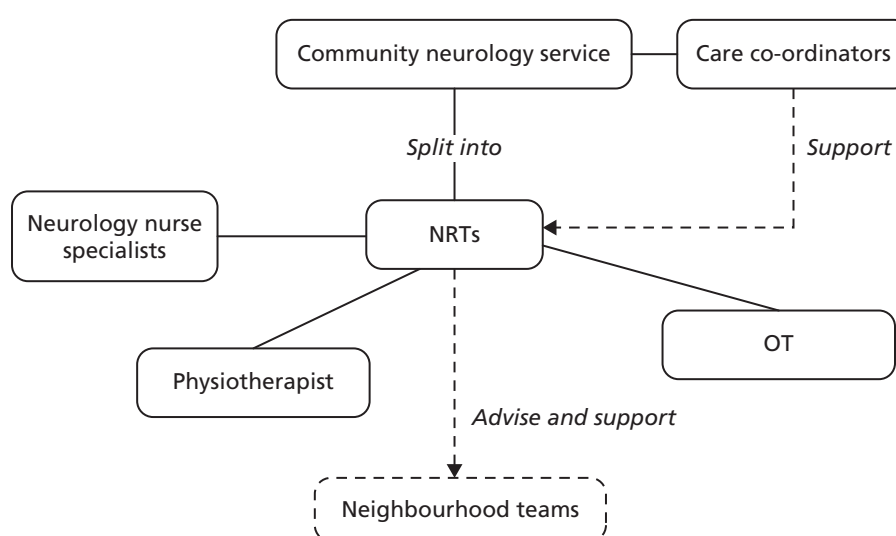 Community neurology service
Care co-ordinators
Split into
Support
Neurology nurse
specialists
NRTs
OT
Physiotherapist
Advise and support
Neighbourhood teams